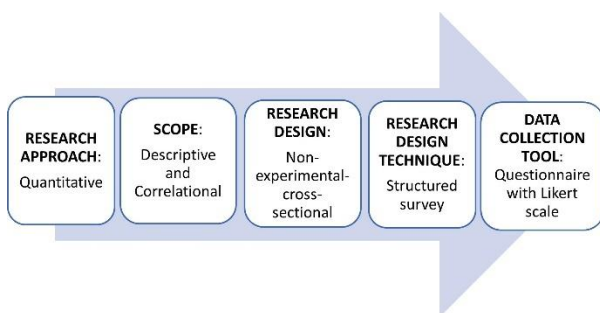 RESEARCH
APPROACH:
Quantitative
SCOPE:
Descriptive
and
Correlational
RESEARCH
DESIGN:
Non-
experimental-
cross-
sectional
RESEARCH
DESIGN
TECHNIQUE:
Structured
survey
DATA
COLLECTION
TOOL:
Questionnaire
with Likert
scale